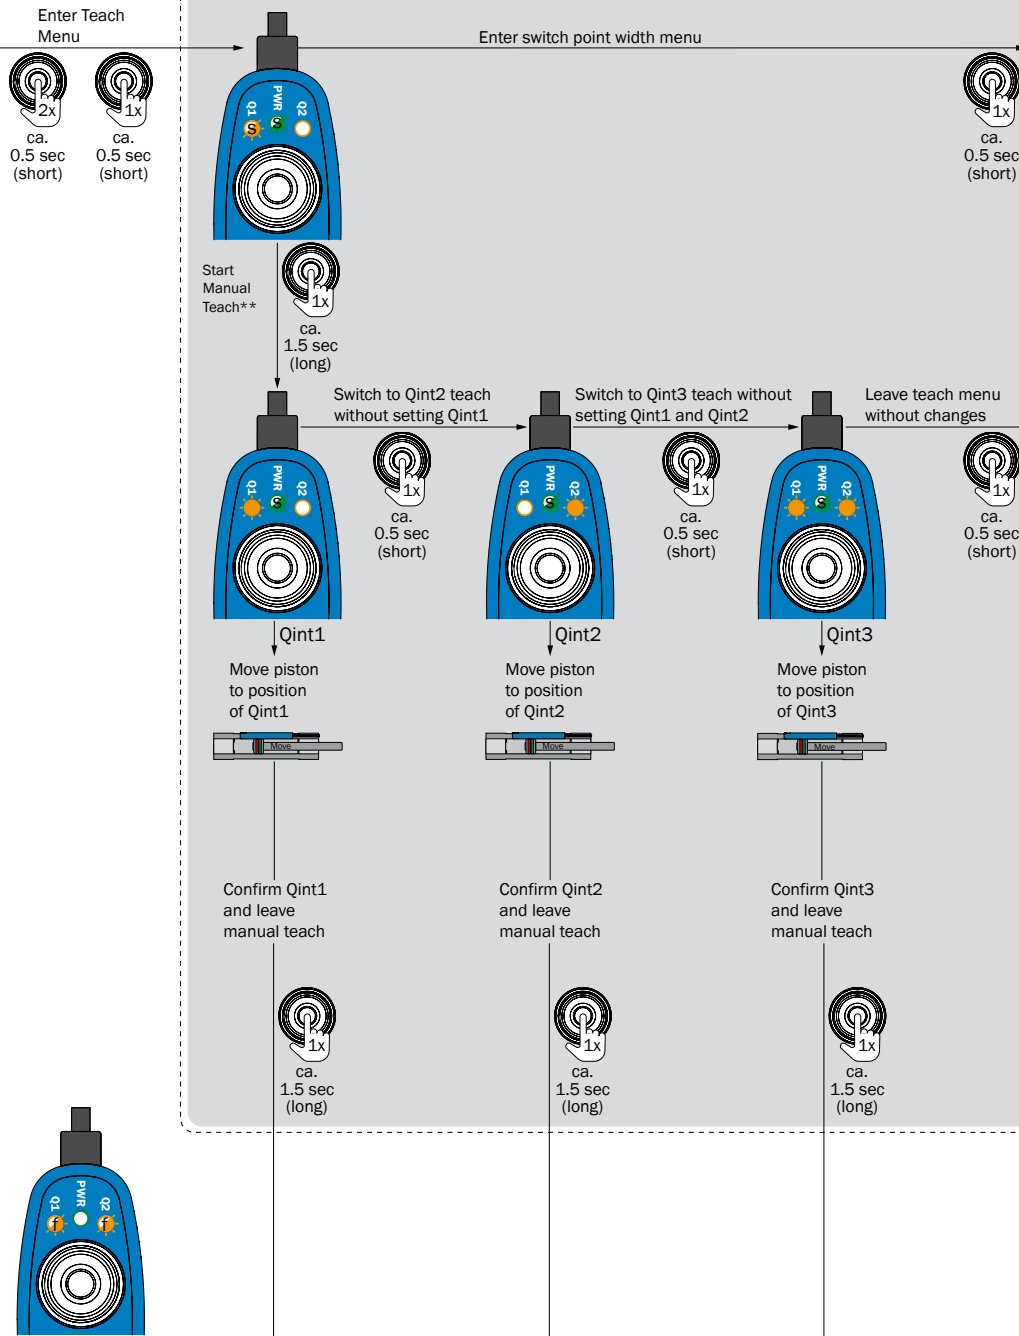 Enter Teach
Menu
2x
ca.
0.5 sec
(short)
1x
ca.
0.5 sec
(short)
Q1
PWR
Q2
S
S
Enter switch point width menu
1x
ca.
0.5 sec
(short)
Start
Manual
Teach**
1x
ca.
1.5 sec
(long)
Q1
PWR
Q2
S
Switch to Qint2 teach
without setting Qint1
1x
ca.
0.5 sec
(short)
Q1
PWR
Q2
S
Switch to Qint3 teach without
setting Qint1 and Qint2
1x
ca.
0.5 sec
(short)
Q1
PWR
Q2
S
Leave teach menu
without changes
1x
ca.
0.5 sec
(short)
Qint1
Move piston
to position
of Qint1
Move
Qint2
Move piston
to position
of Qint2
Move
Qint3
Move piston
to position
of Qint3
Move
Confirm Qint1
and leave
manual teach
1x
ca.
1.5 sec
(long)
Confirm Qint2
and leave
manual teach
1x
ca.
1.5 sec
(long)
Confirm Qint3
and leave
manual teach
1x
ca.
1.5 sec
(long)
Q1
PWR
Q2
f
f